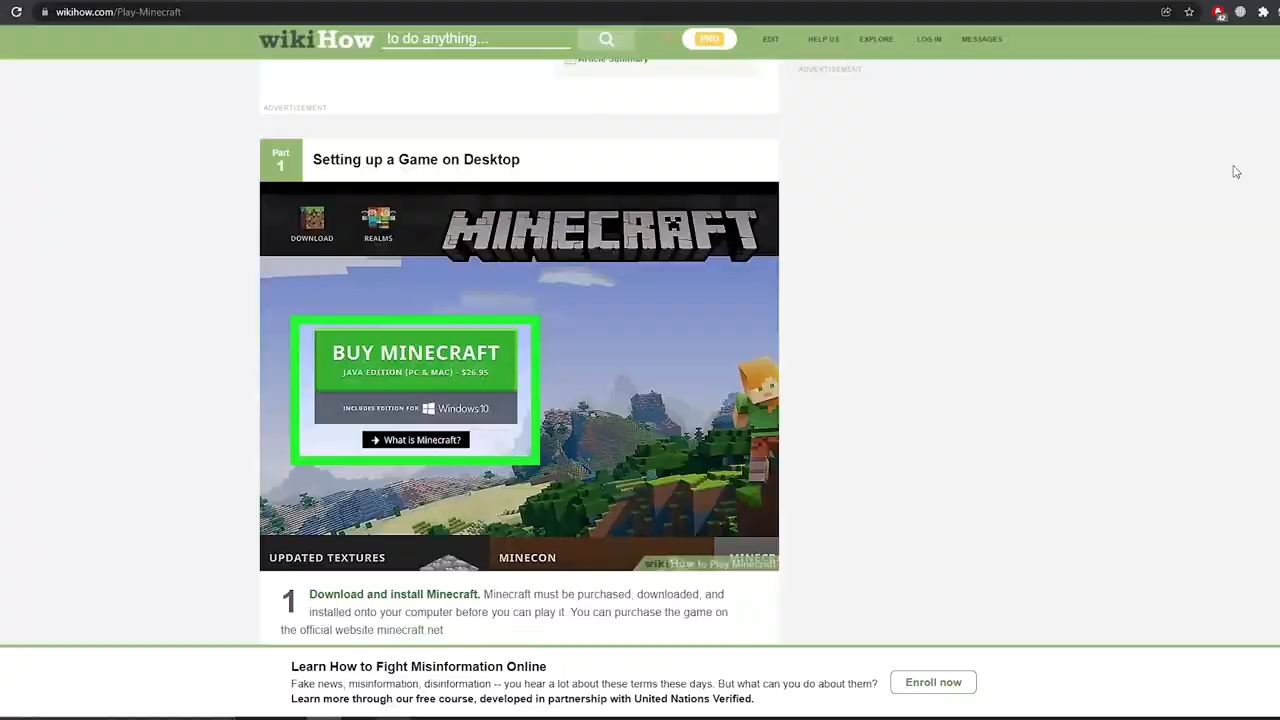 wikihow.com/Play-Minecraft
42
wikiHow to do anything... PRO EDIT HELP US EXPLORE LOG IN MESSAGES
Article Summary
ADVERTISEMENT
ADVERTISEMENT
Part
1
Setting up a Game on Desktop
DOWNLOAD REALMS MINECRAFT
BUY MINECRAFT
JAVA EDITION (PC & MAC) - $26.95
INCLUDES EDITION FOR Windows10
→ What is Minecraft?
UPDATED TEXTURES MINECON MINECR
wikiHow to Play Minecraft
1 Download and install Minecraft. Minecraft must be purchased, downloaded, and
installed onto your computer before you can play it. You can purchase the game on
the official website minecraft.net
Learn How to Fight Misinformation Online
Fake news, misinformation, disinformation -- you hear a lot about these terms these days. But what can you do about them?
Learn more through our free course, developed in partnership with United Nations Verified.
Enroll now